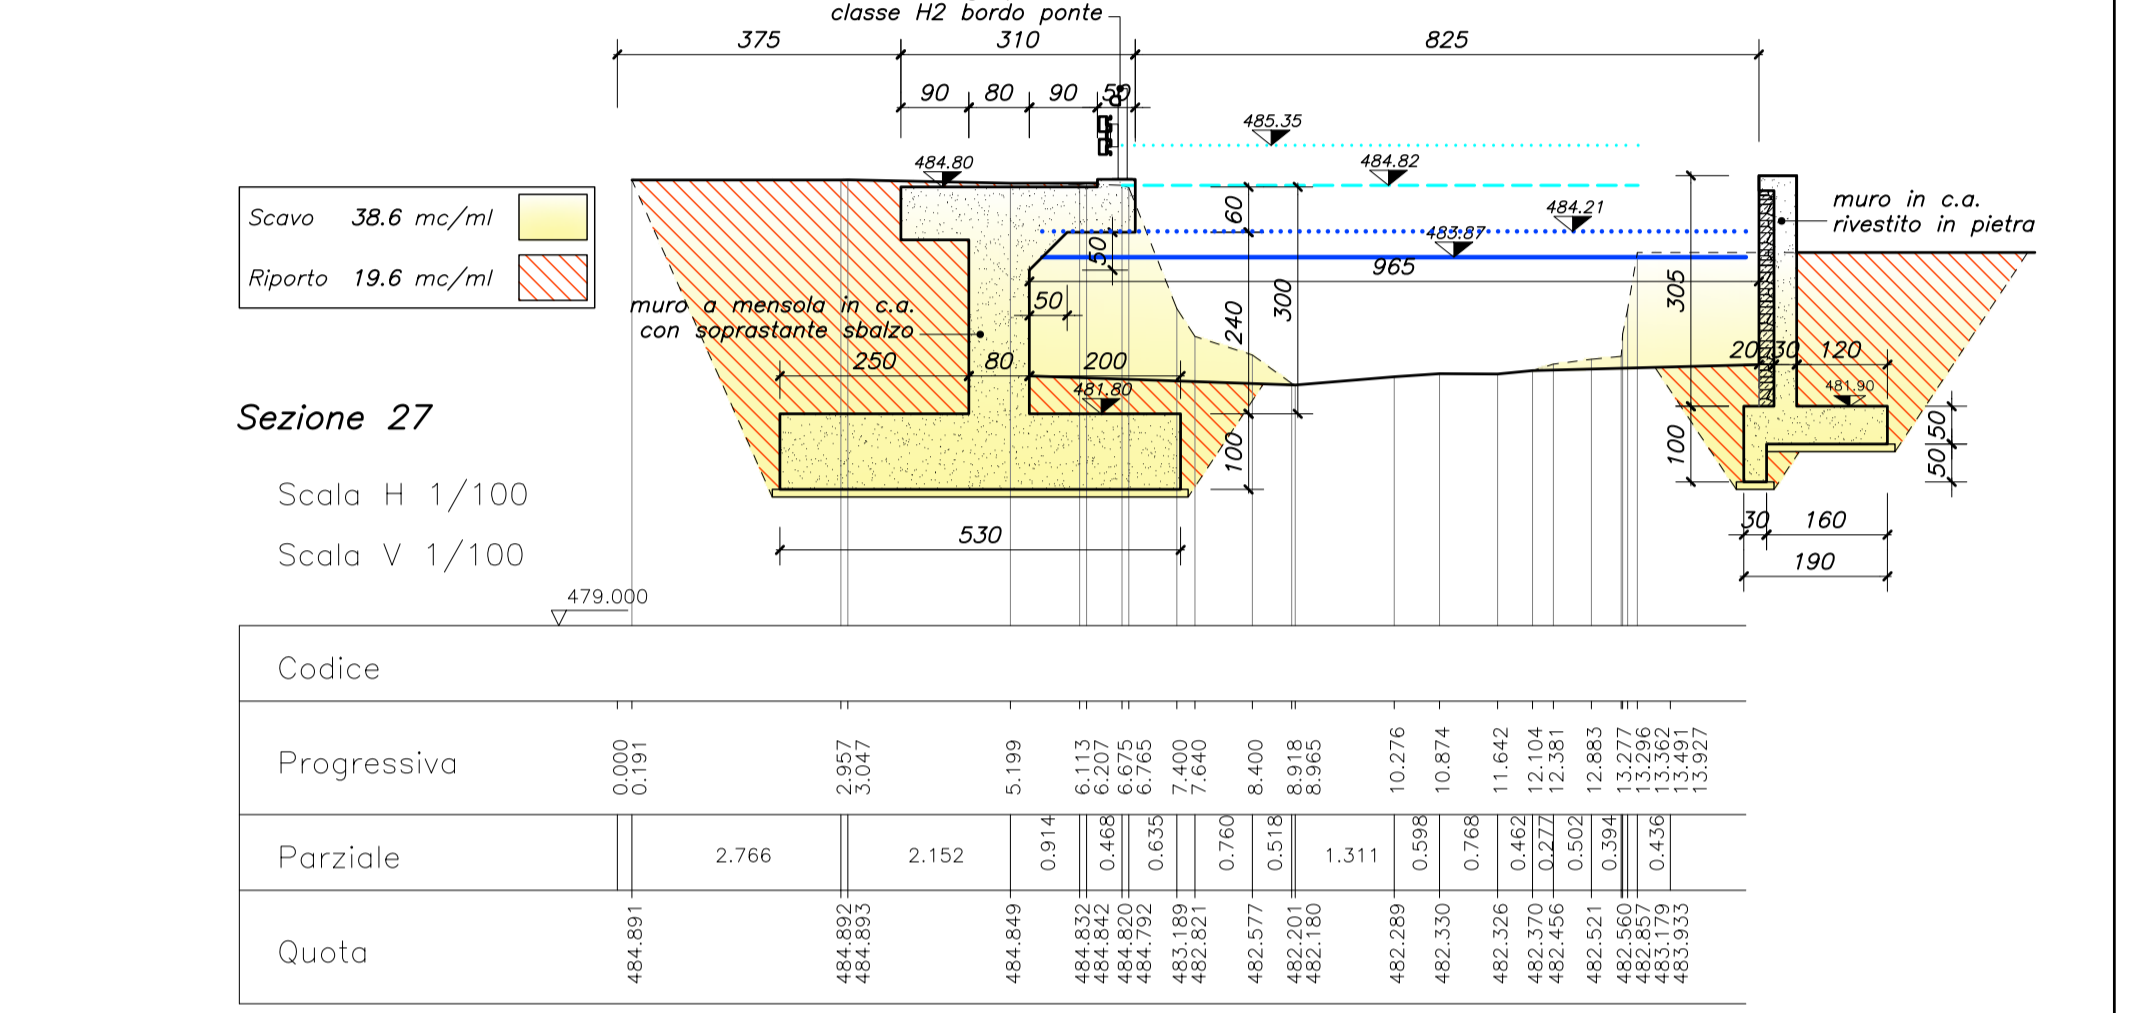 classe H2 bordo ponte
375 310 825
90 80 90 50
485.35
484.80 484.82
Scavo 38.6 mc/ml
Riporto 19.6 mc/ml
60
484.21
483.87
muro in c.a.
rivestito in pietra
50
965
305
muro a mensola in c.a.
con soprastante sbalzo
50
240
300
250 80 200
20 30 120
481.80
481.90
Sezione 27
100
100
50
50
Scala H 1/100
530
30 160
Scala V 1/100
190
479.000
Codice
Progressiva 0.000 0.191 2.957 3.047 5.199 6.113 6.207 6.675 6.765 7.400 7.640 8.400 8.918 8.965 10.276 10.874 11.642 12.104 12.381 12.883 13.277 13.296 13.362 13.491 13.927
Parziale 2.766 2.152 0.914 0.468 0.635 0.760 0.518 1.311 0.598 0.768 0.462 0.277 0.502 0.394 0.436
Quota 484.891 484.892 484.893 484.849 484.832 484.842 484.820 484.792 483.189 482.821 482.577 482.201 482.180 482.289 482.330 482.326 482.370 482.456 482.521 482.560 482.857 483.179 483.933